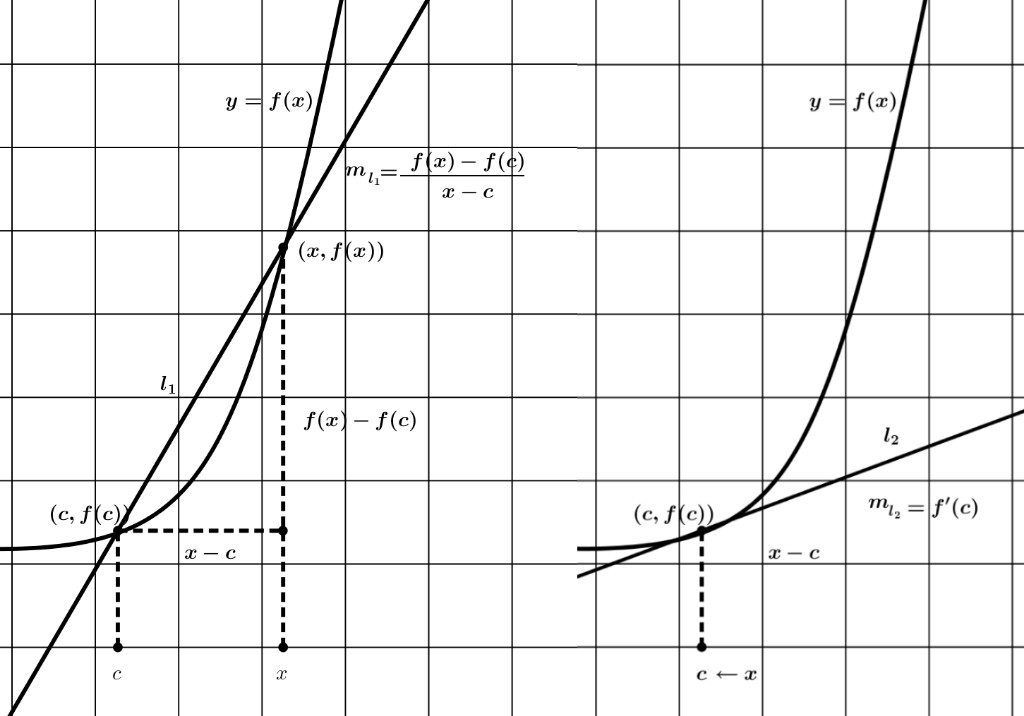 y = f(x)
m_{l_1} = \frac{f(x) - f(c)}{x - c}
(x, f(x))
l_1
f(x) - f(c)
(c, f(c))
x - c
c
x
y = f(x)
l_2
m_{l_2} = f'(c)
(c, f(c))
x - c
c ← x